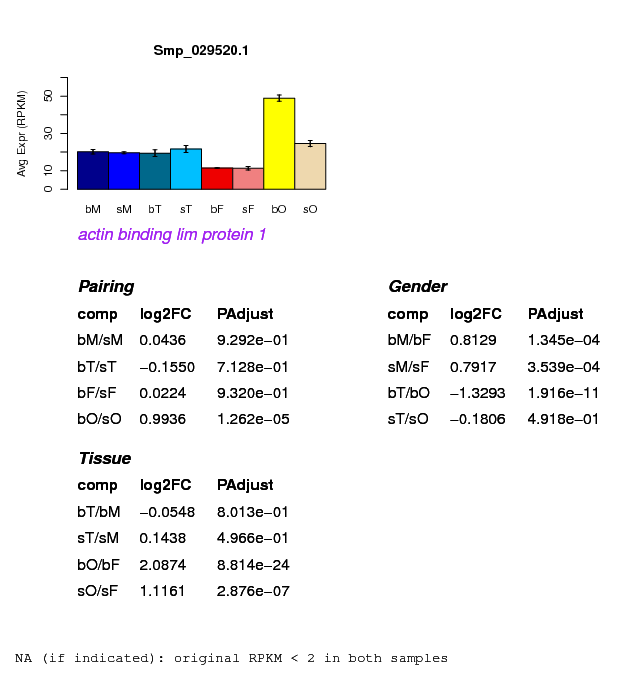 Smp_029520.1
Avg Expr (RPKM)
0 10 30 50
bM sM bT sT bF sF bO sO
actin binding lim protein 1
Pairing
comp log2FC PAdjust
bM/sM 0.0436 9.292e−01
bT/sT −0.1550 7.128e−01
bF/sF 0.0224 9.320e−01
bO/sO 0.9936 1.262e−05
Gender
comp log2FC PAdjust
bM/bF 0.8129 1.345e−04
sM/sF 0.7917 3.539e−04
bT/bO −1.3293 1.916e−11
sT/sO −0.1806 4.918e−01
Tissue
comp log2FC PAdjust
bT/bM −0.0548 8.013e−01
sT/sM 0.1438 4.966e−01
bO/bF 2.0874 8.814e−24
sO/sF 1.1161 2.876e−07
NA (if indicated): original RPKM < 2 in both samples